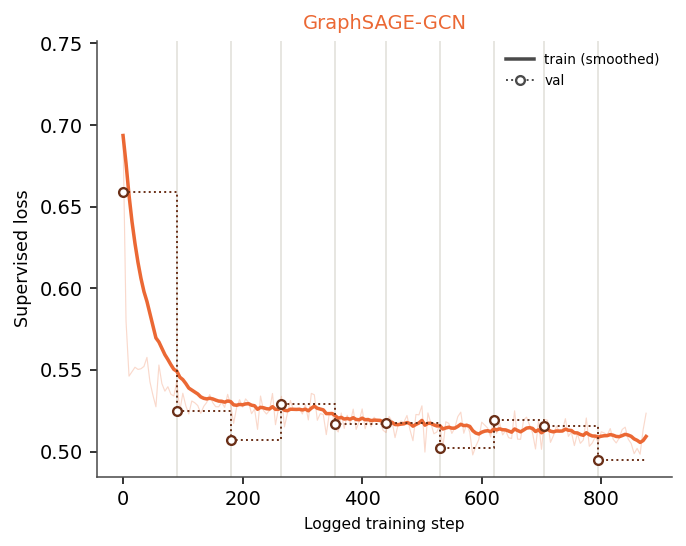 GraphSAGE-GCN
train (smoothed)
val
Supervised loss
0.75
0.70
0.65
0.60
0.55
0.50
0 200 400 600 800
Logged training step